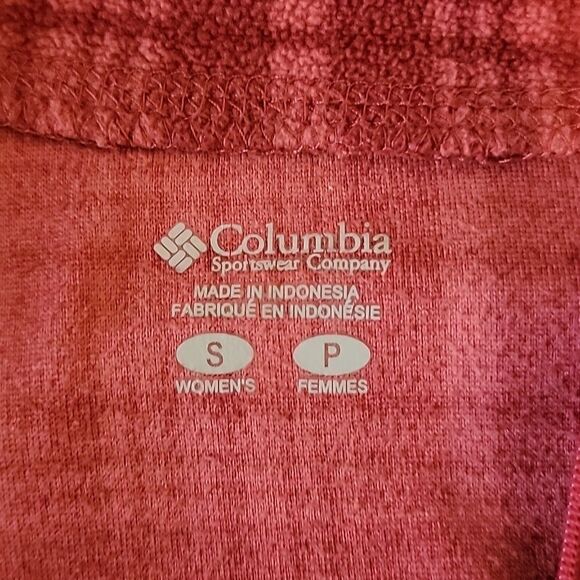 Columbia
Sportswear Company
MADE IN INDONESIA
FABRIQUÉ EN INDONÉSIE
S P
WOMEN'S FEMMES